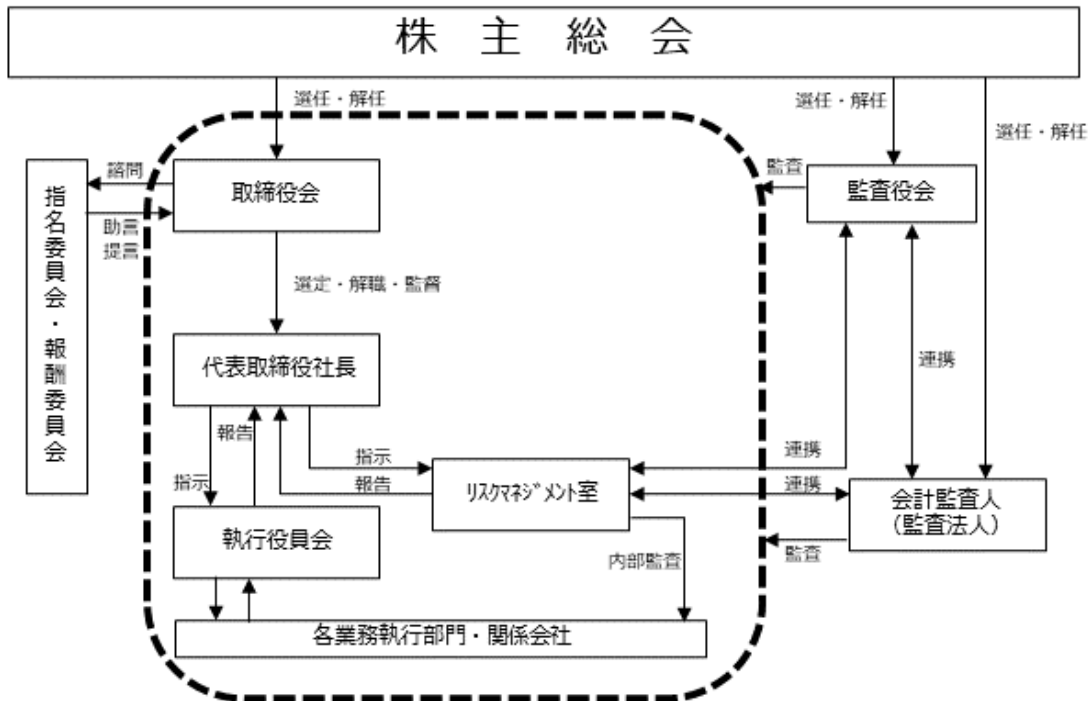 株 主 総 会
選任・解任
選任・解任
選任・解任
諮問
助言
提言
指名委員会・報酬委員会
取締役会
監査
監査役会
選定・解職・監督
代表取締役社長
連携
報告
指示
指示
報告
リスクマネジメント室
連携
連携
会計監査人
(監査法人)
執行役員会
内部監査
監査
各業務執行部門・関係会社